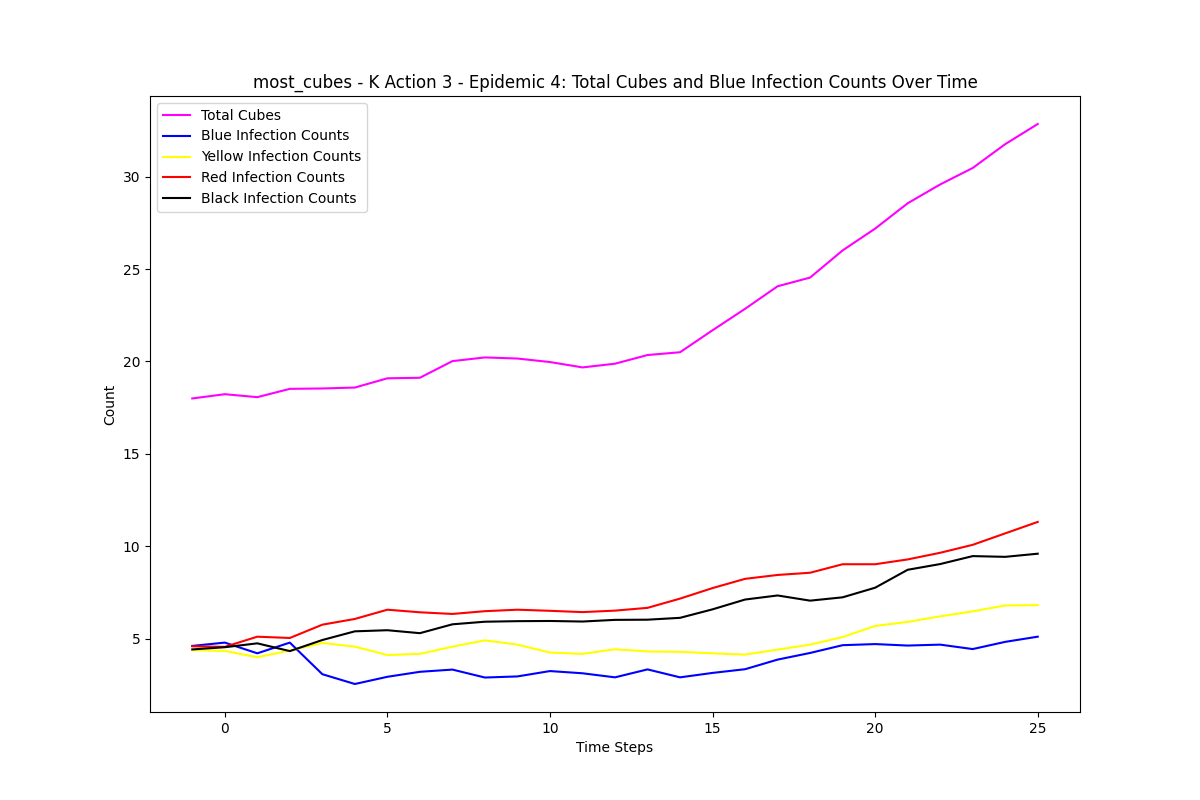 most_cubes - K Action 3 - Epidemic 4: Total Cubes and Blue Infection Counts Over Time
Total Cubes
Blue Infection Counts
Yellow Infection Counts
Red Infection Counts
Black Infection Counts
30
25
20
15
10
5
Count
0 5 10 15 20 25
Time Steps